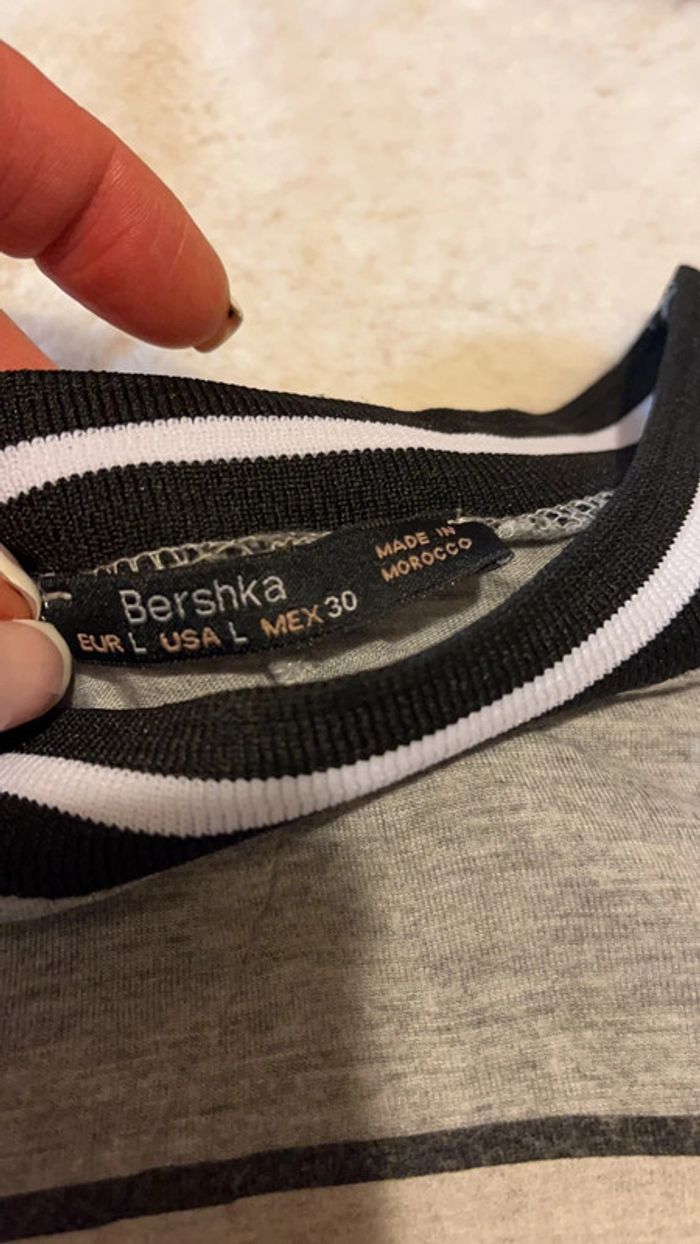 Bershka
EUR L USA L MEX 30
MADE IN
MOROCCO